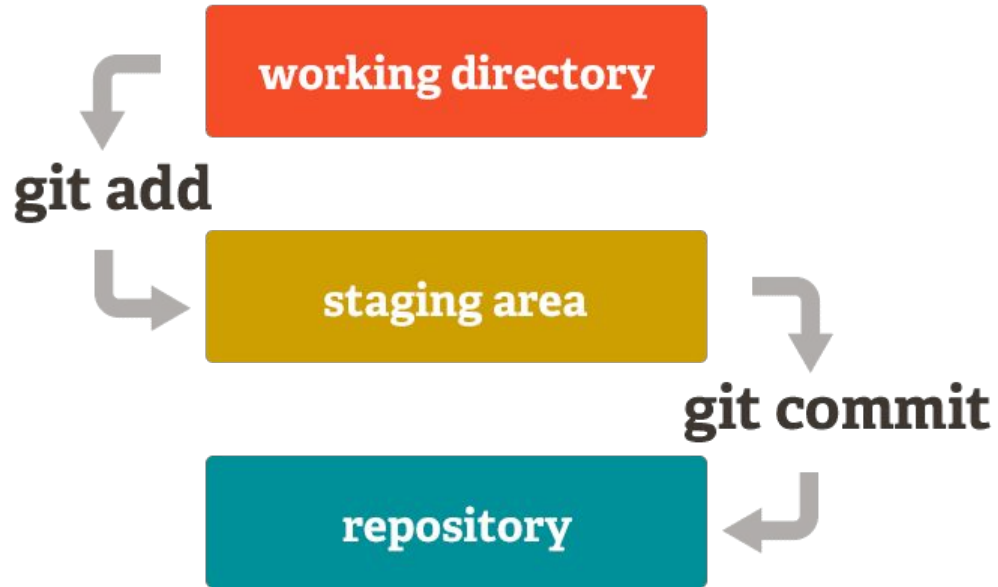 working directory
git add
staging area
git commit
repository